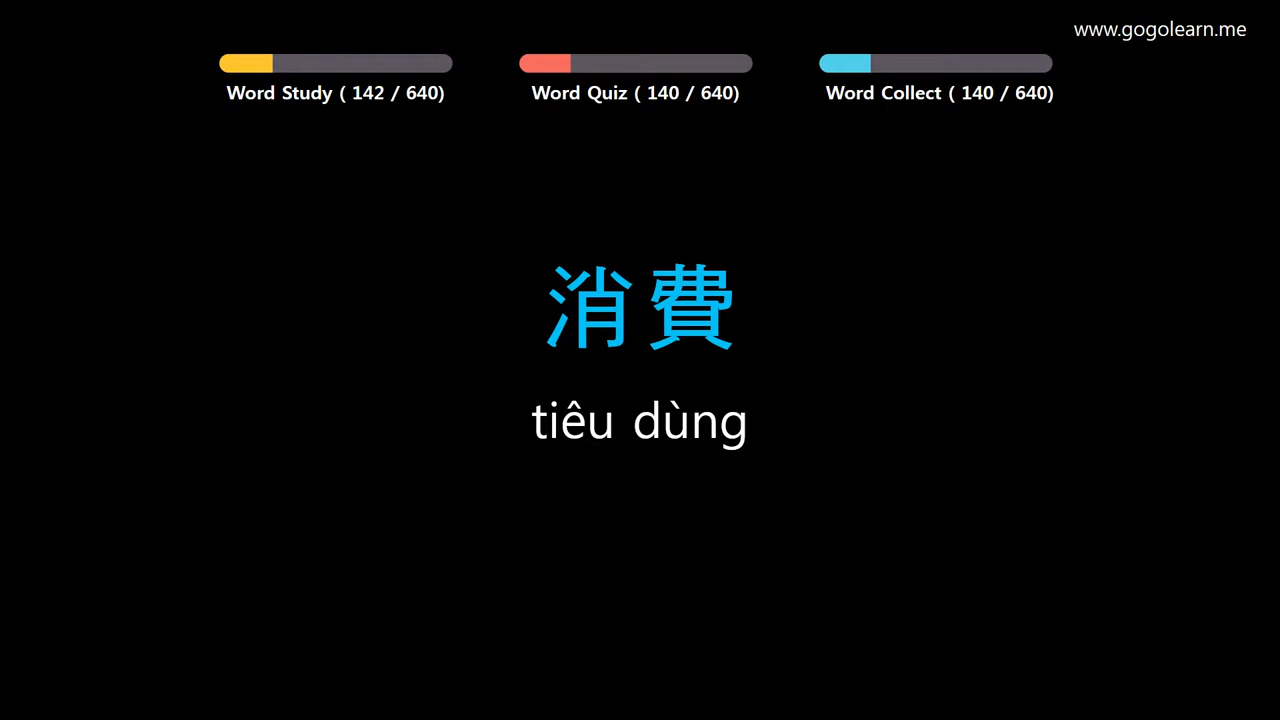 www.gogolearn.me
Word Study ( 142 / 640)
Word Quiz ( 140 / 640)
Word Collect ( 140 / 640)
消費
tiêu dùng